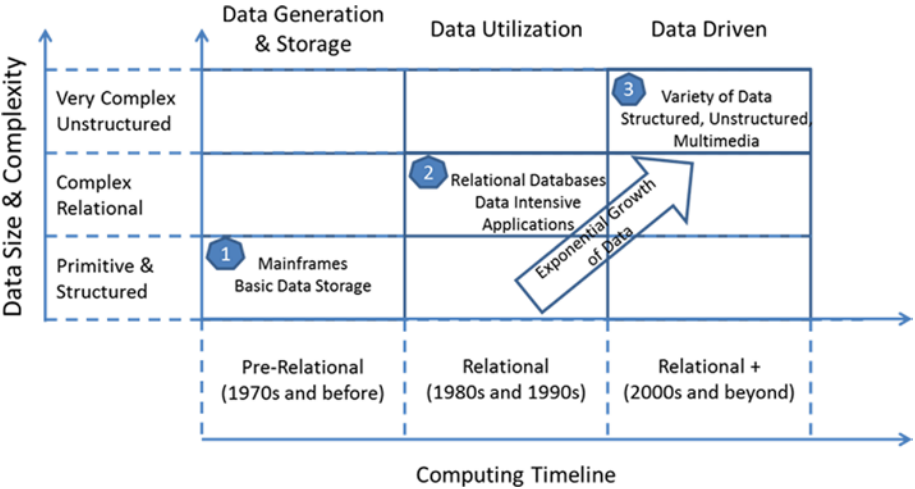 Data Generation
& Storage
Data Utilization
Data Driven
Data Size & Complexity
Very Complex
Unstructured
3
Variety of Data
Structured, Unstructured,
Multimedia
Complex
Relational
2
Relational Databases
Data Intensive
Applications
Exponential Growth
of Data
Primitive &
Structured
1
Mainframes
Basic Data Storage
Pre-Relational
(1970s and before)
Relational
(1980s and 1990s)
Relational +
(2000s and beyond)
Computing Timeline